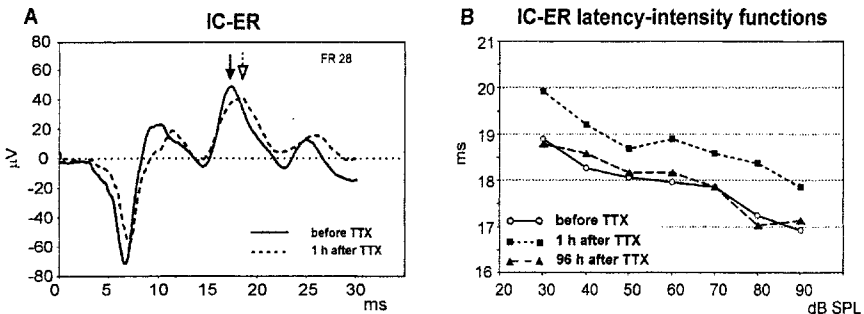 A
IC-ER
80
60
40
20
0
-20
-40
-60
-80
µV
FR 28
before TTX
1 h after TTX
0
5
10
15
20
25
30
ms
B
IC-ER latency-intensity functions
21
20
19
18
17
16
ms
before TTX
1 h after TTX
96 h after TTX
20
30
40
50
60
70
80
90
dB SPL